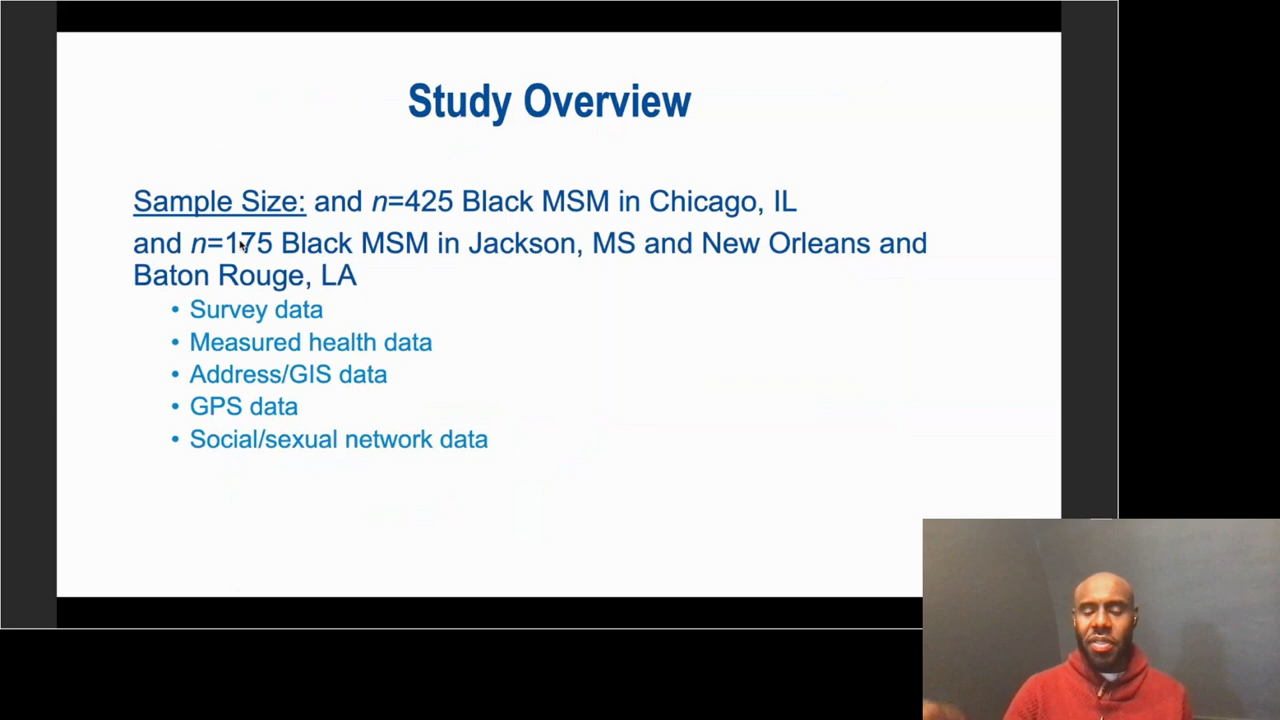 Study Overview
Sample Size: and n=425 Black MSM in Chicago, IL
and n=175 Black MSM in Jackson, MS and New Orleans and
Baton Rouge, LA
• Survey data
• Measured health data
• Address/GIS data
• GPS data
• Social/sexual network data